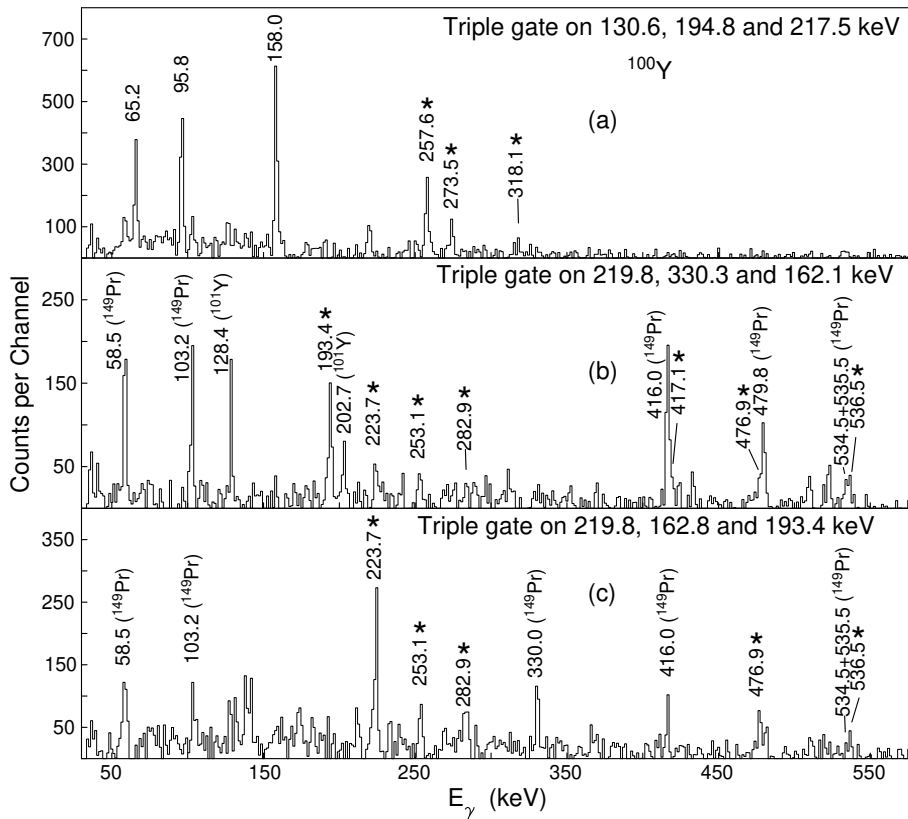 Triple gate on 130.6, 194.8 and 217.5 keV
¹⁰⁰Y
(a)
700
500
300
100
65.2
95.8
158.0
257.6*
273.5*
318.1*
Triple gate on 219.8, 330.3 and 162.1 keV
(b)
250
150
50
58.5 (¹⁴⁹Pr)
103.2 (¹⁴⁹Pr)
128.4 (¹⁰¹Y)
193.4*
202.7 (¹⁰¹Y)
223.7*
253.1*
282.9*
416.0 (¹⁴⁹Pr)
417.1*
476.9*
479.8 (¹⁴⁹Pr)
534.5+535.5 (¹⁴⁹Pr)
536.5*
Counts per Channel
Triple gate on 219.8, 162.8 and 193.4 keV
(c)
350
250
150
50
58.5 (¹⁴⁹Pr)
103.2 (¹⁴⁹Pr)
223.7*
253.1*
282.9*
330.0 (¹⁴⁹Pr)
416.0 (¹⁴⁹Pr)
476.9*
534.5+535.5 (¹⁴⁹Pr)
536.5*
50 150 250 350 450 550
E_γ (keV)